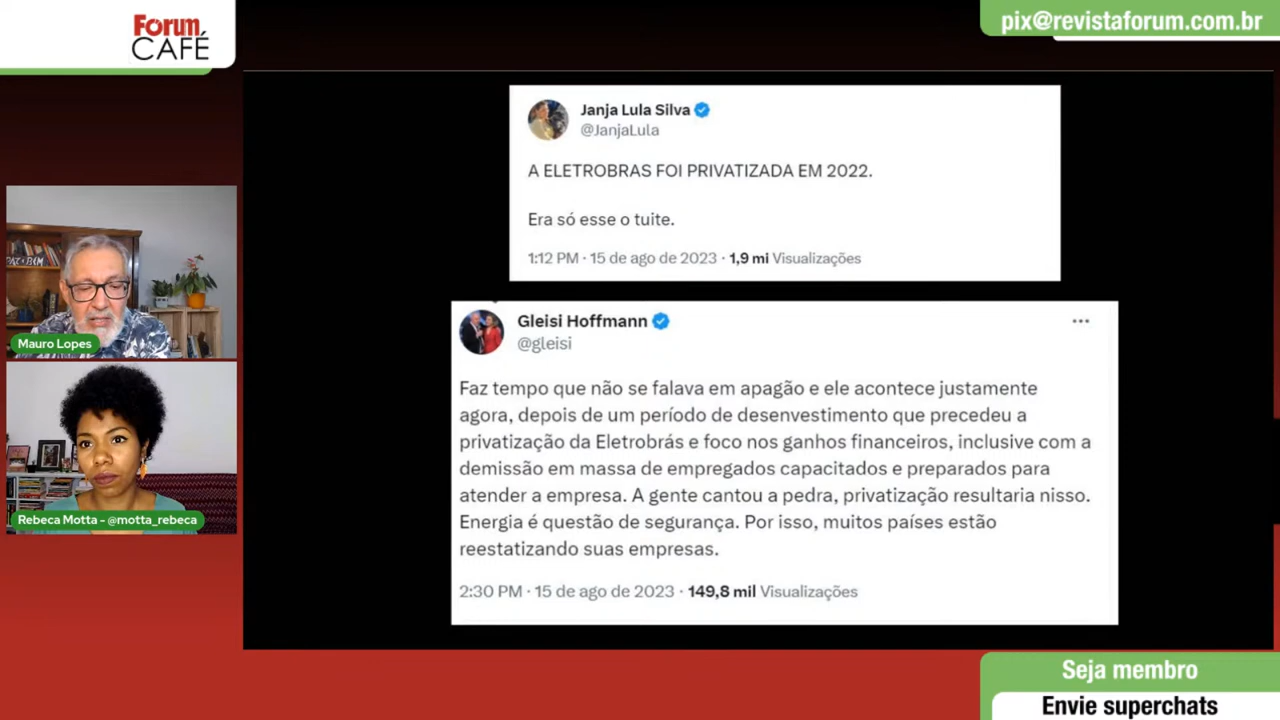 Forum
CAFÉ
pix@revistaforum.com.br
Janja Lula Silva
@JanjaLula
A ELETROBRAS FOI PRIVATIZADA EM 2022.
Era só esse o tuite.
1:12 PM · 15 de ago de 2023 · 1,9 mi Visualizações
Gleisi Hoffmann
@gleisi
Faz tempo que não se falava em apagão e ele acontece justamente
agora, depois de um período de desenvestimento que precedeu a
privatização da Eletrobrás e foco nos ganhos financeiros, inclusive com a
demissão em massa de empregados capacitados e preparados para
atender a empresa. A gente cantou a pedra, privatização resultaria nisso.
Energia é questão de segurança. Por isso, muitos países estão
reestatizando suas empresas.
2:30 PM · 15 de ago de 2023 · 149,8 mil Visualizações
Mauro Lopes
Rebeca Motta - @motta_rebeca
Seja membro
Envie superchats